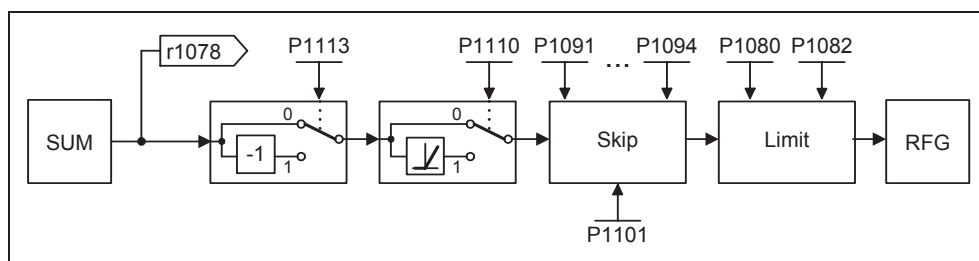 r1078
P1113
P1110
P1091
...
P1094
P1080
P1082
SUM
0
-1
1
0
1
Skip
Limit
RFG
P1101